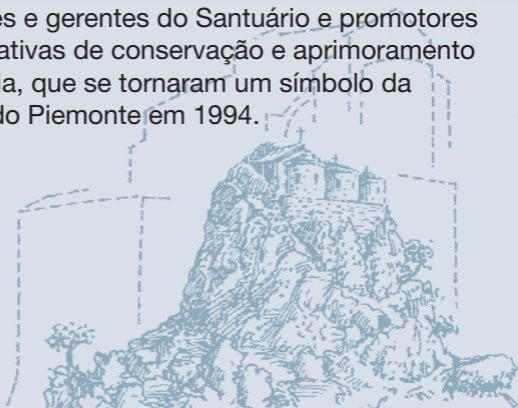 es e gerentes do Santuário e promotores
ativas de conservação e aprimoramento
ia, que se tornaram um símbolo da
do Piemonte em 1994.